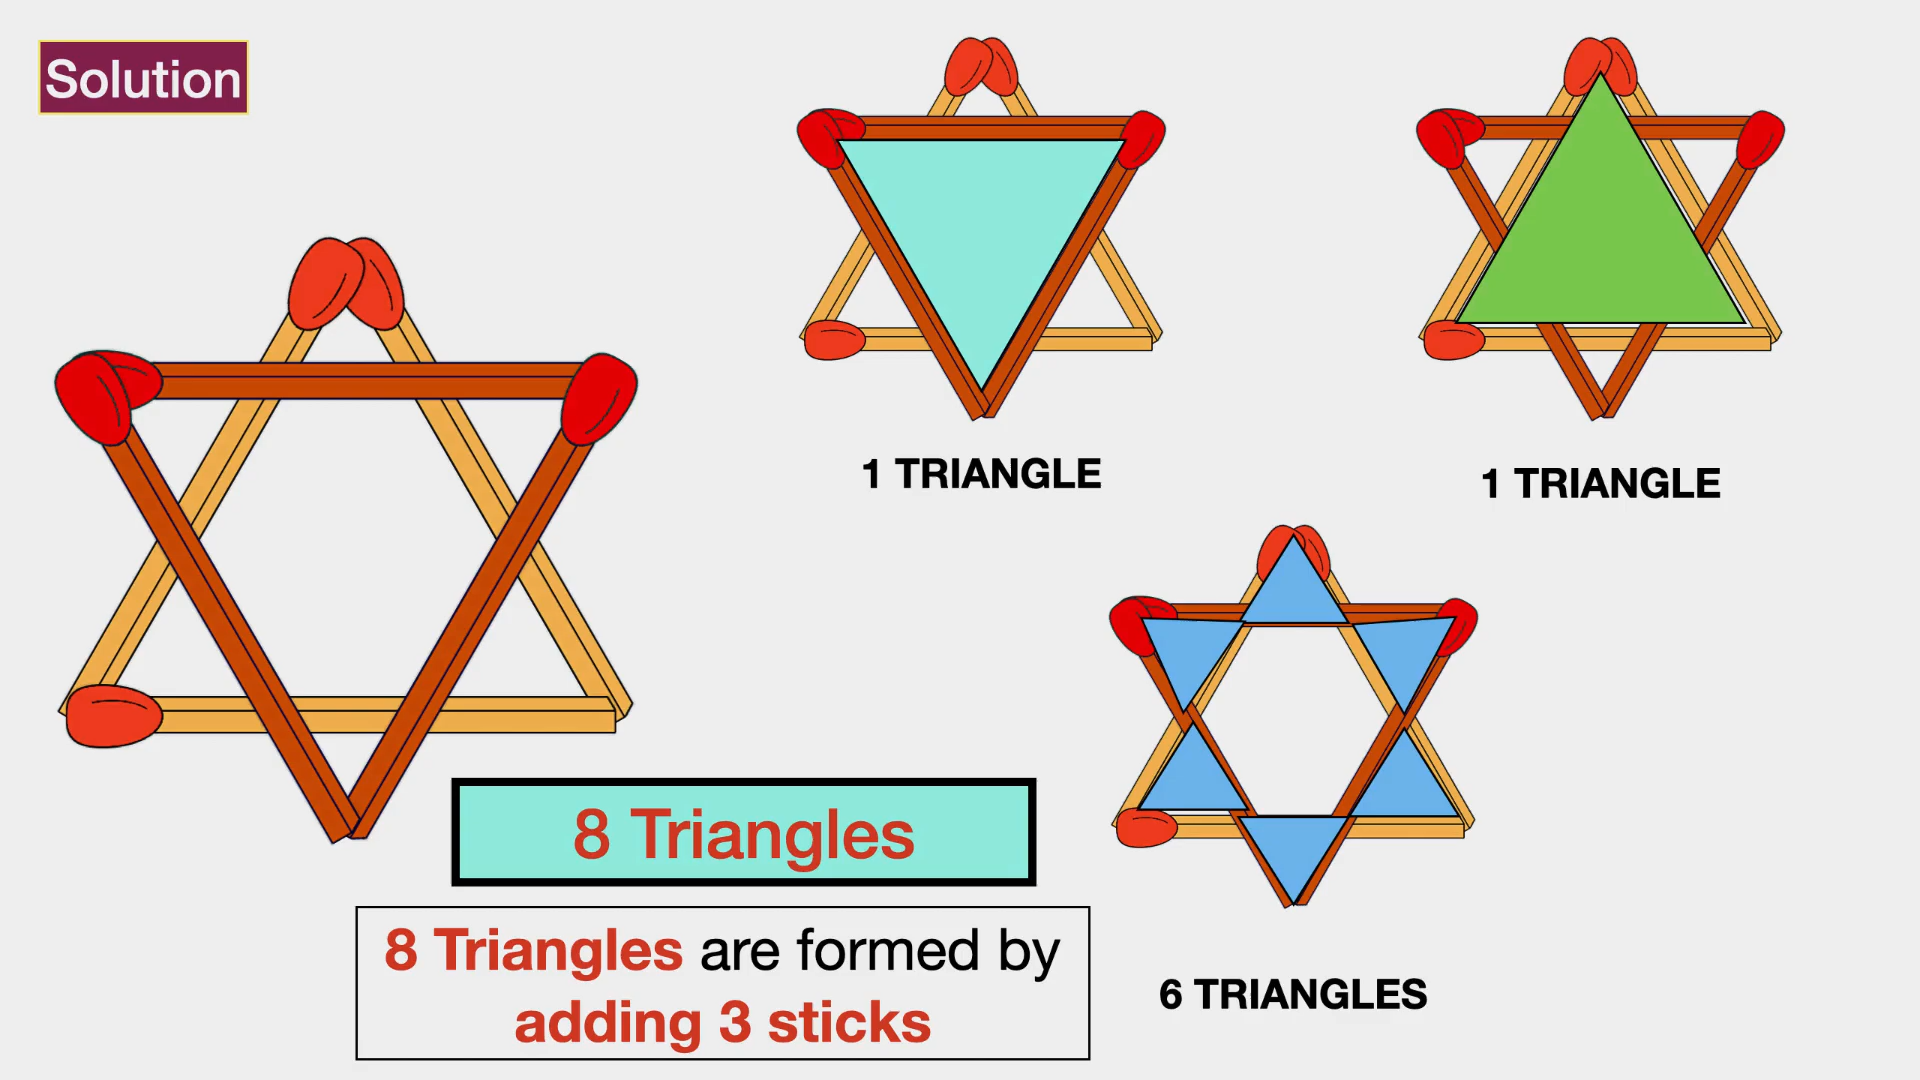 Solution
1 TRIANGLE
1 TRIANGLE
8 Triangles
8 Triangles are formed by
adding 3 sticks
6 TRIANGLES